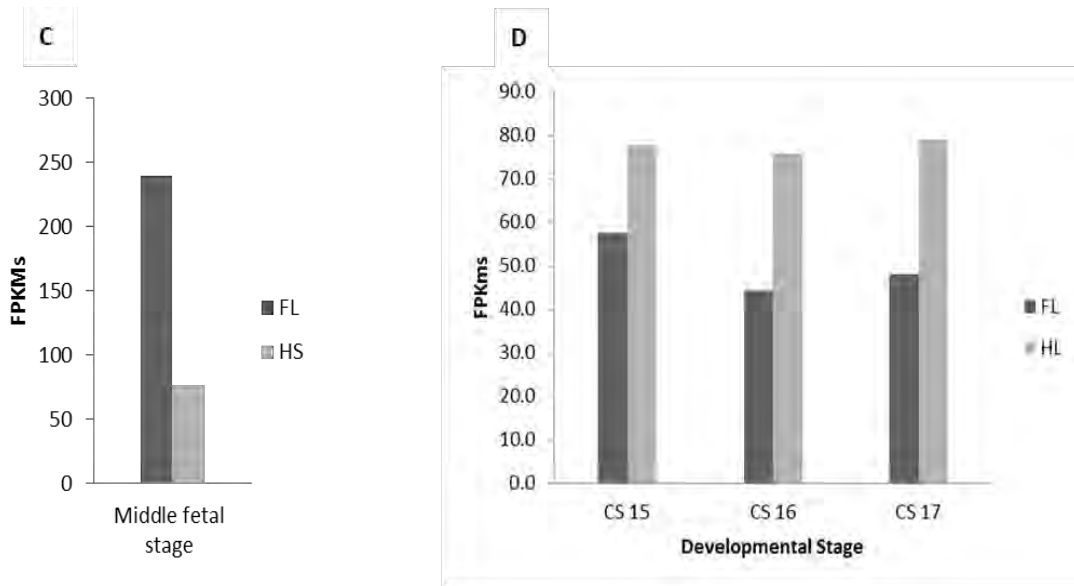 C
300
250
200
150
100
50
0
FPKMs
Middle fetal
stage
FL
HS
D
90.0
80.0
70.0
60.0
50.0
40.0
30.0
20.0
10.0
0.0
FPKms
CS 15 CS 16 CS 17
Developmental Stage
FL
HL